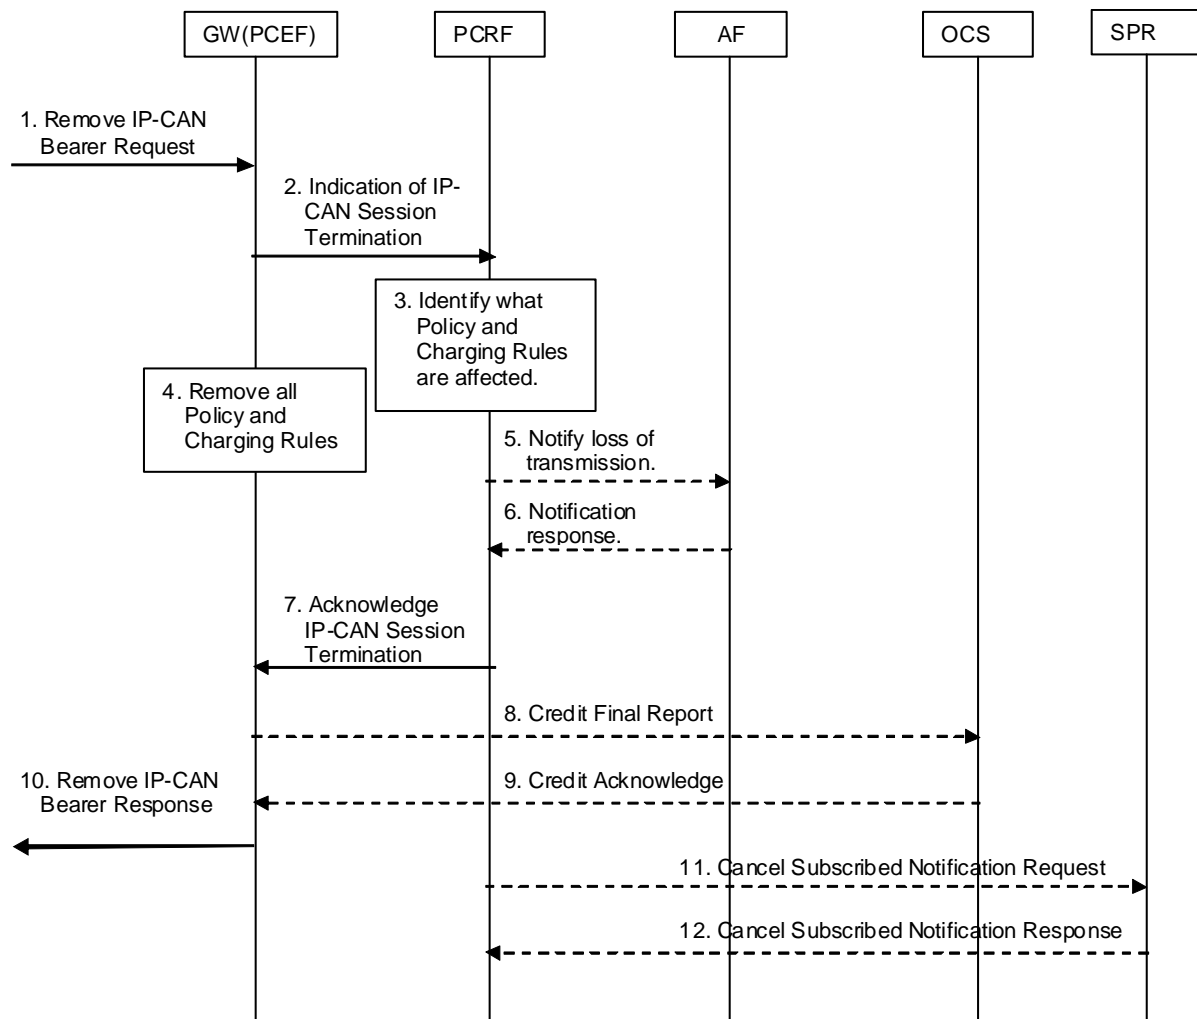 GW(PCEF)
PCRF
AF
OCS
SPR
1. Remove IP-CAN
Bearer Request
2. Indication of IP-
CAN Session
Termination
3. Identify what
Policy and
Charging Rules
are affected.
4. Remove all
Policy and
Charging Rules
5. Notify loss of
transmission.
6. Notification
response.
7. Acknowledge
IP-CAN Session
Termination
8. Credit Final Report
9. Credit Acknowledge
10. Remove IP-CAN
Bearer Response
11. Cancel Subscribed Notification Request
12. Cancel Subscribed Notification Response